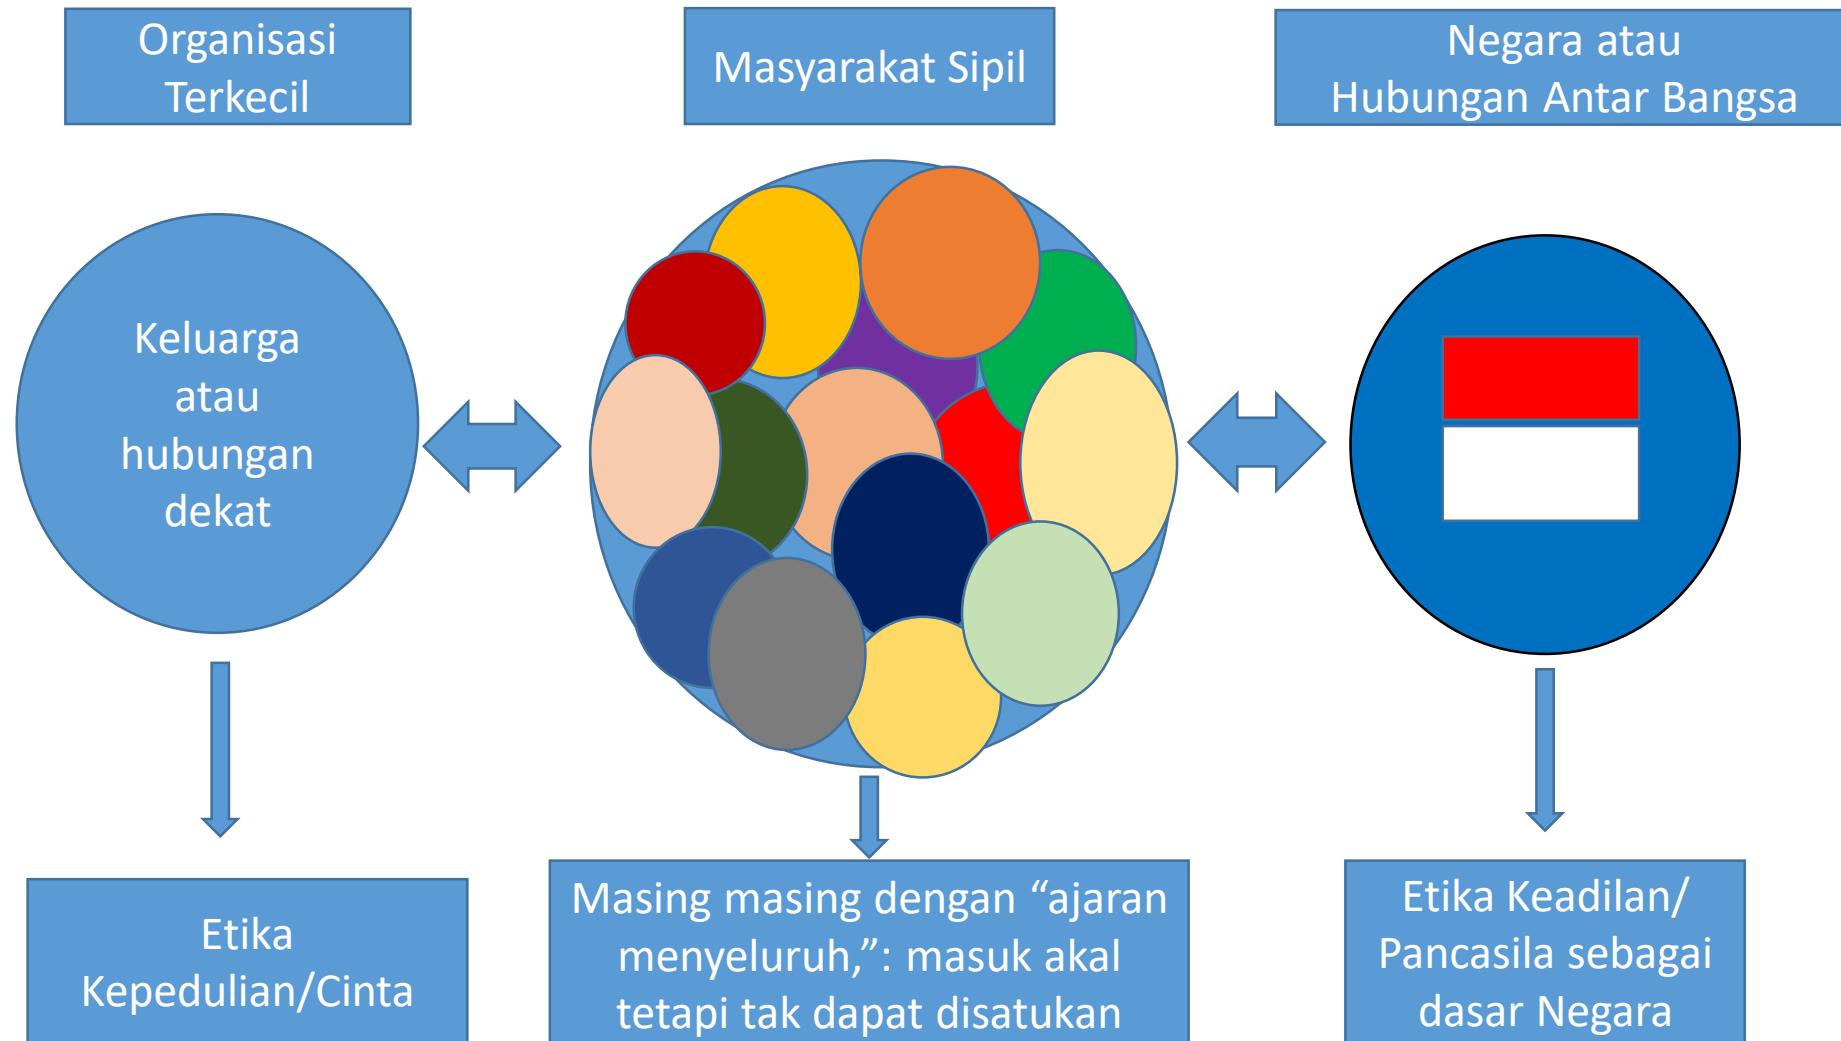 Organisasi
Terkecil
Masyarakat Sipil
Negara atau
Hubungan Antar Bangsa
Keluarga
atau
hubungan
dekat
Etika
Kepedulian/Cinta
Masing masing dengan “ajaran
menyeluruh,”: masuk akal
tetapi tak dapat disatukan
Etika Keadilan/
Pancasila sebagai
dasar Negara